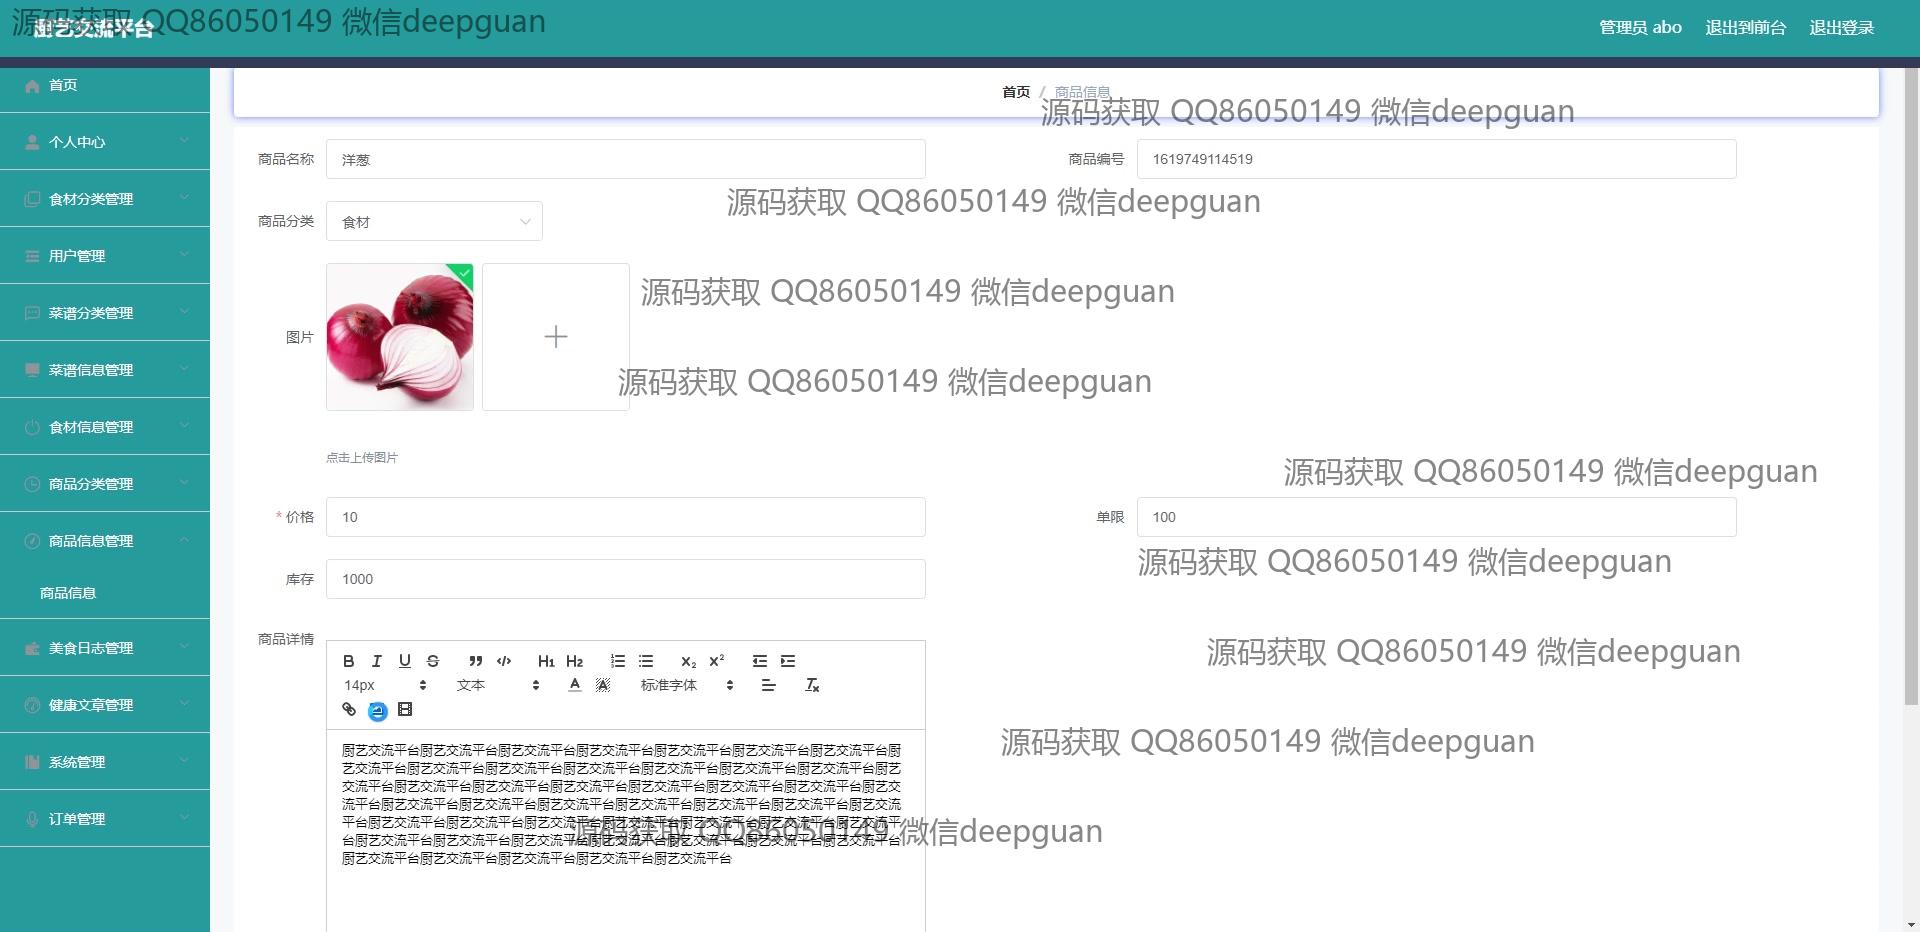 源码获取 QQ86050149 微信deepguan
厨艺交流平台
管理员 abo 退出到前台 退出登录
首页
个人中心
食材分类管理
用户管理
菜谱分类管理
菜谱信息管理
食材信息管理
商品分类管理
商品信息管理
商品信息
美食日志管理
健康文章管理
系统管理
订单管理
首页 / 商品信息
源码获取 QQ86050149 微信deepguan
商品名称 洋葱 商品编号 1619749114519
源码获取 QQ86050149 微信deepguan
商品分类 食材
源码获取 QQ86050149 微信deepguan
图片
源码获取 QQ86050149 微信deepguan
点击上传图片
源码获取 QQ86050149 微信deepguan
* 价格 10 单限 100
源码获取 QQ86050149 微信deepguan
库存 1000
商品详情
源码获取 QQ86050149 微信deepguan
B I U S H1 H2 X2 X2
14px 文本 A A 标准字体 Tx
源码获取 QQ86050149 微信deepguan
厨艺交流平台厨艺交流平台厨艺交流平台厨艺交流平台厨艺交流平台厨艺交流平台厨艺交流平台厨
艺交流平台厨艺交流平台厨艺交流平台厨艺交流平台厨艺交流平台厨艺交流平台厨艺交流平台厨艺
交流平台厨艺交流平台厨艺交流平台厨艺交流平台厨艺交流平台厨艺交流平台厨艺交流平台厨艺交
流平台厨艺交流平台厨艺交流平台厨艺交流平台厨艺交流平台厨艺交流平台厨艺交流平台厨艺交流
平台厨艺交流平台厨艺交流平台厨艺交流平台厨艺交流平台厨艺交流平台厨艺交流平台厨艺交流平
台厨艺交流平台厨艺交流平台厨艺交流平台厨艺交流平台厨艺交流平台厨艺交流平台厨艺交流平台
厨艺交流平台厨艺交流平台厨艺交流平台厨艺交流平台厨艺交流平台
源码获取 QQ86050149 微信deepguan